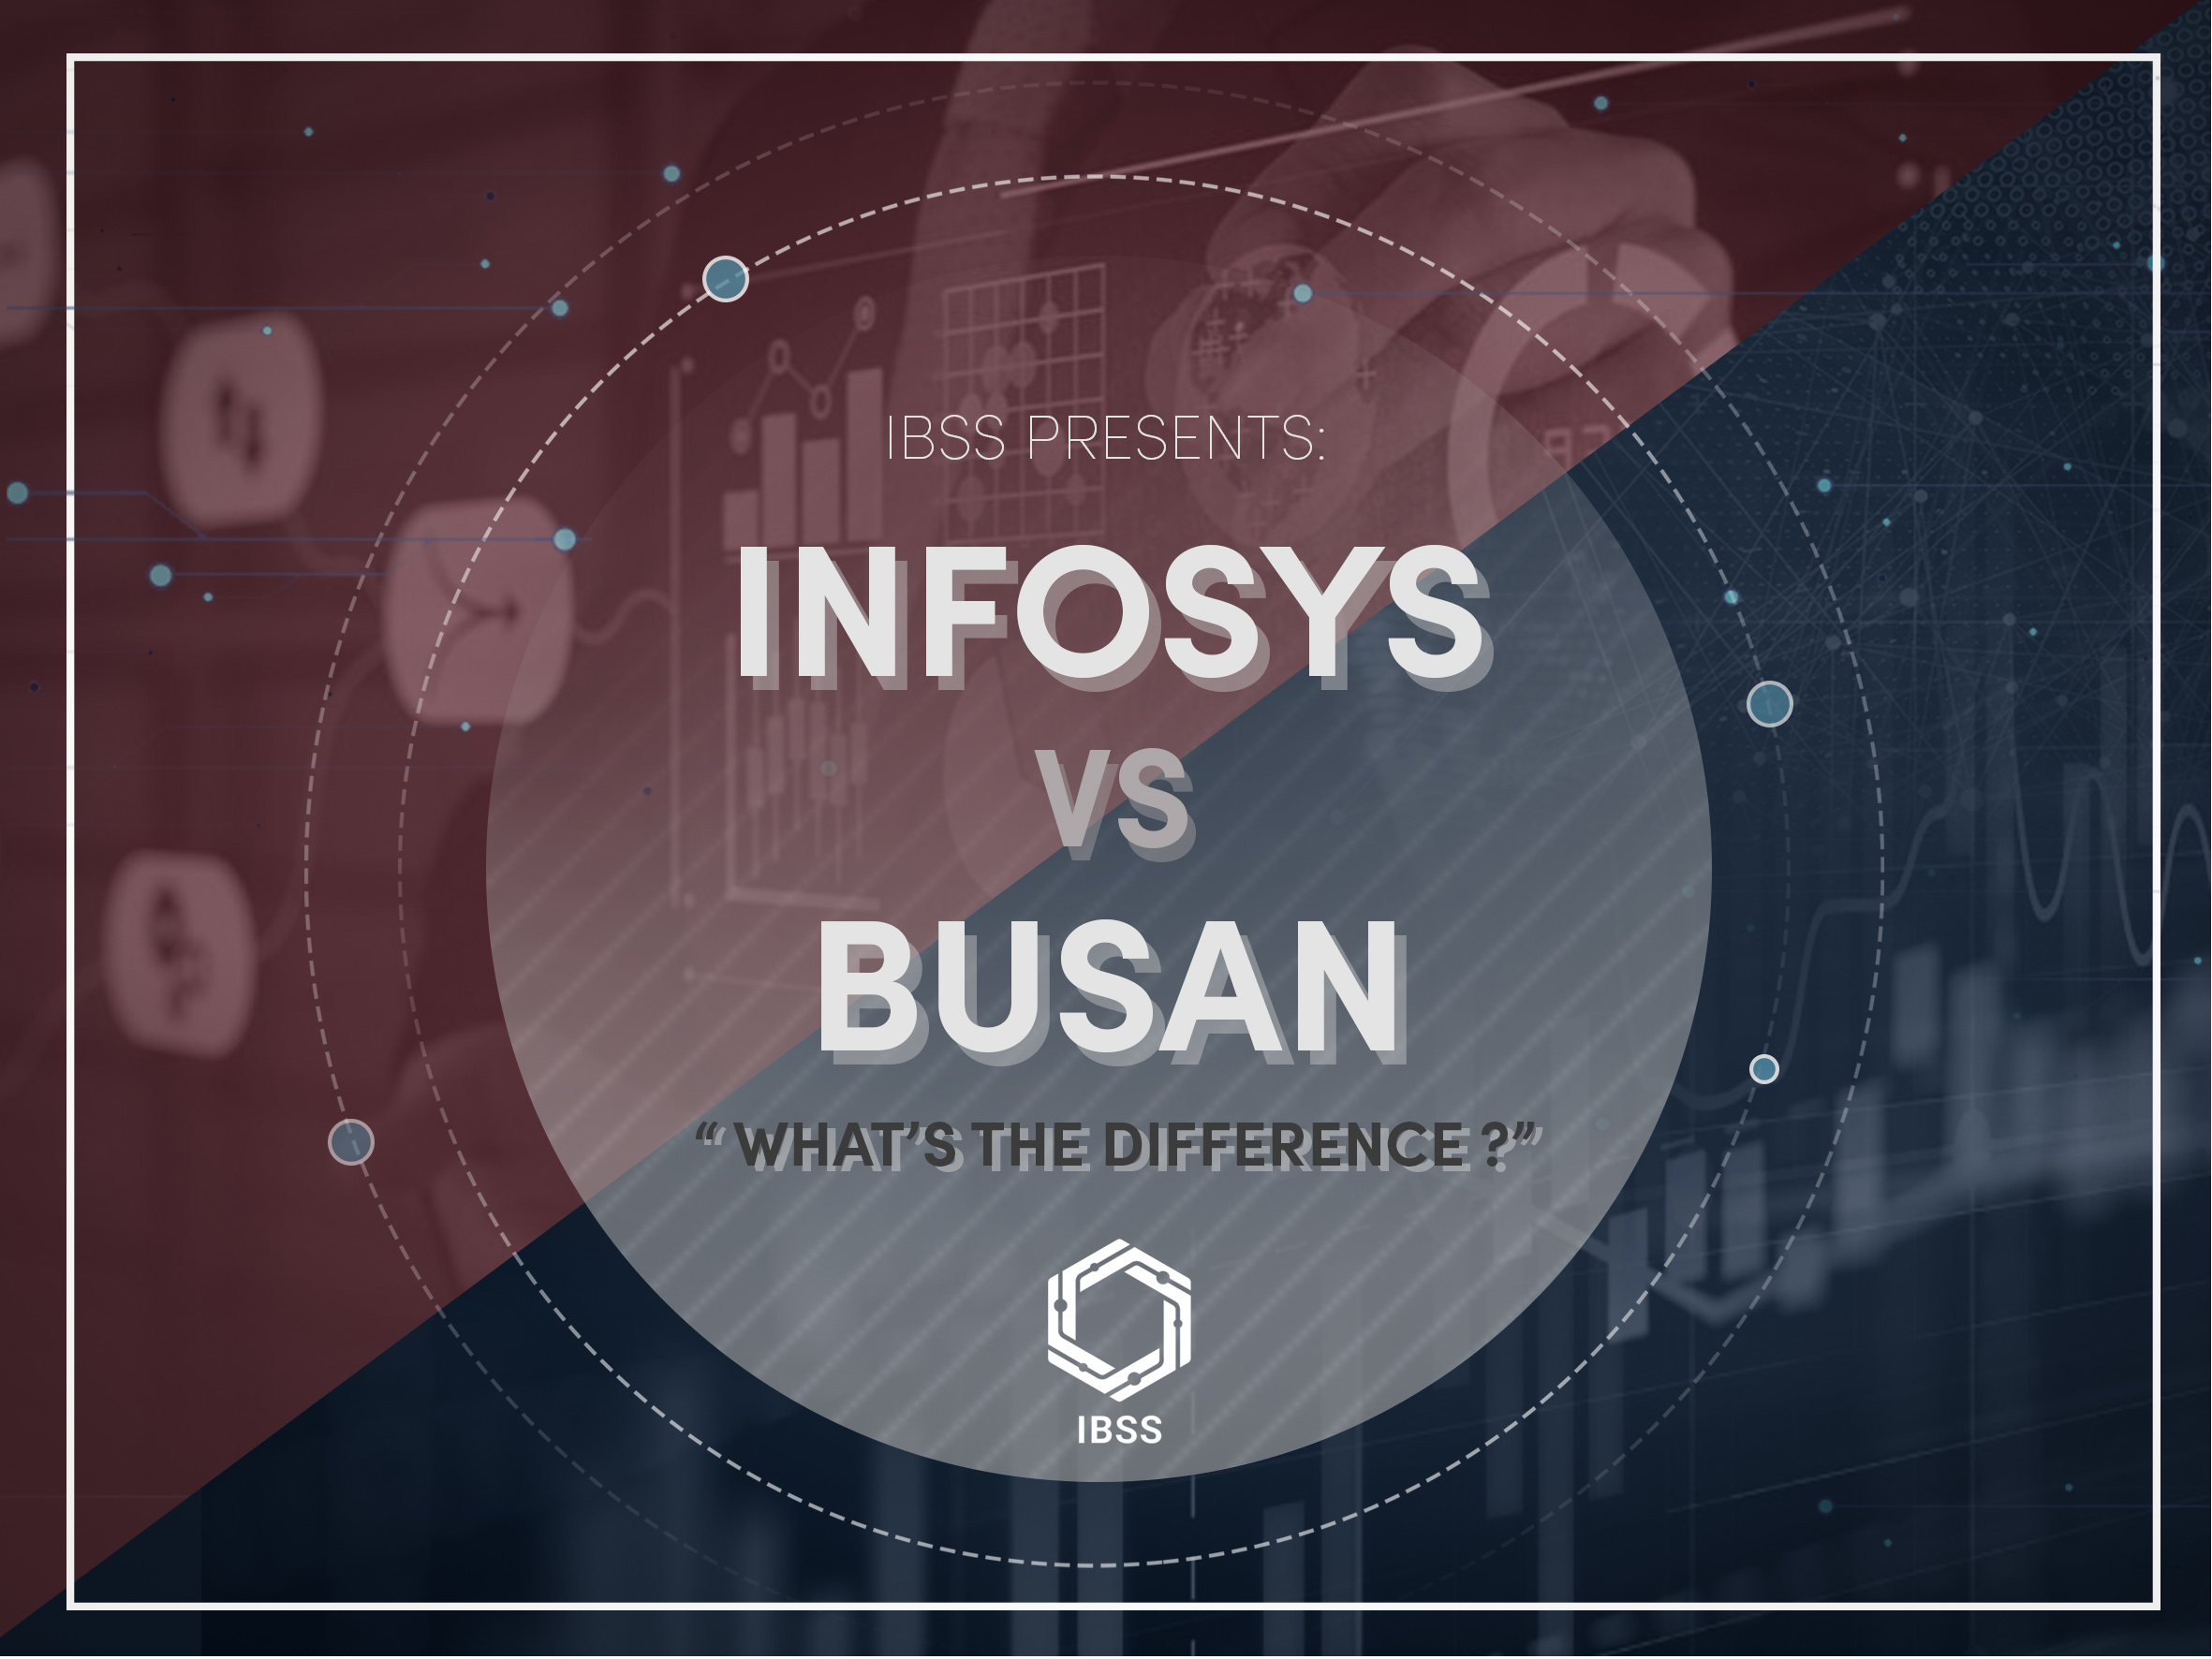 IBSS PRESENTS:
INFOSYS
VS
BUSAN
“ WHAT’S THE DIFFERENCE ?”
IBSS